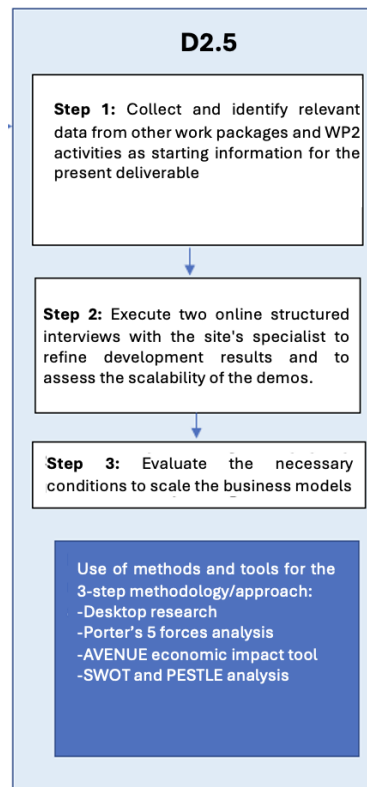 D2.5
Step 1: Collect and identify relevant
data from other work packages and WP2
activities as starting information for the
present deliverable
Step 2: Execute two online structured
interviews with the site's specialist to
refine development results and to
assess the scalability of the demos.
Step 3: Evaluate the necessary
conditions to scale the business models
Use of methods and tools for the
3-step methodology/approach:
-Desktop research
-Porter's 5 forces analysis
-AVENUE economic impact tool
-SWOT and PESTLE analysis